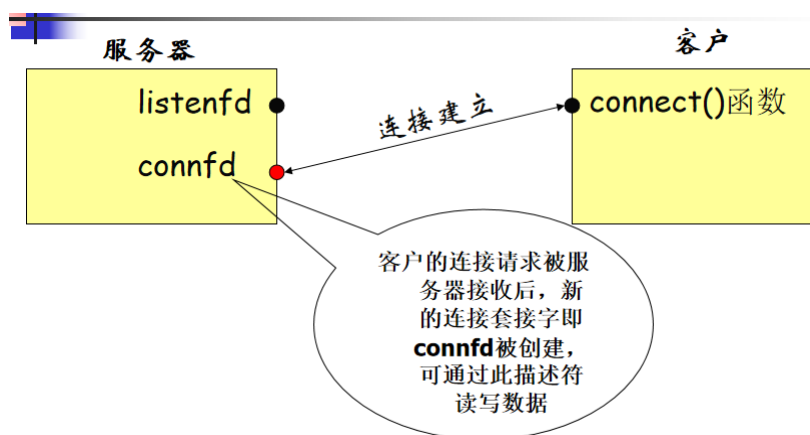 服务器
客户
listenfd
connect()函数
连接建立
connfd
客户的连接请求被服
务器接收后，新
的连接套接字即
connfd被创建，
可通过此描述符
读写数据